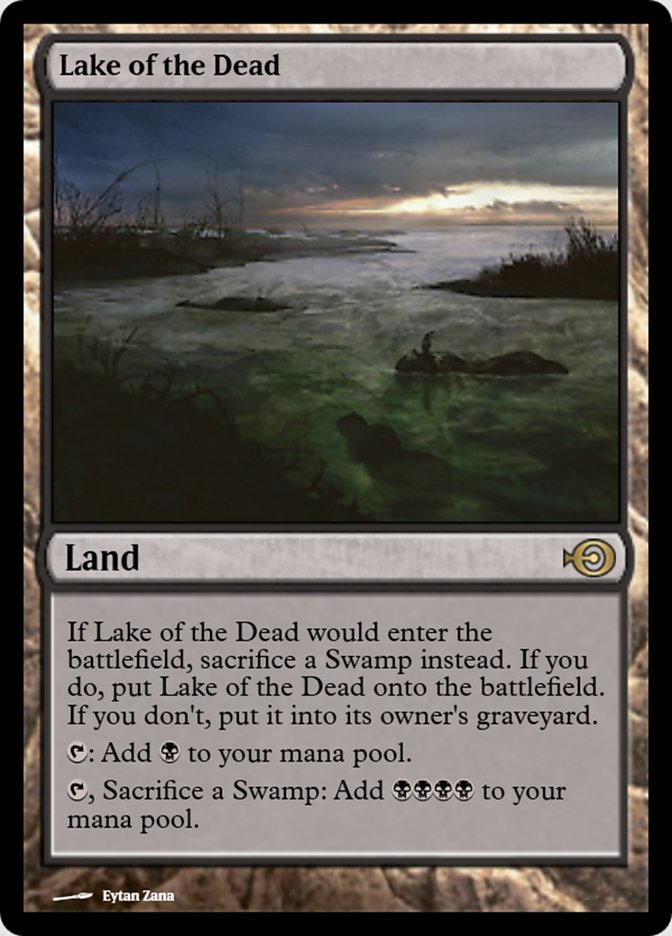 Lake of the Dead
Land
If Lake of the Dead would enter the
battlefield, sacrifice a Swamp instead. If you
do, put Lake of the Dead onto the battlefield.
If you don't, put it into its owner's graveyard.
: Add to your mana pool.
, Sacrifice a Swamp: Add to your
mana pool.
Eytan Zana